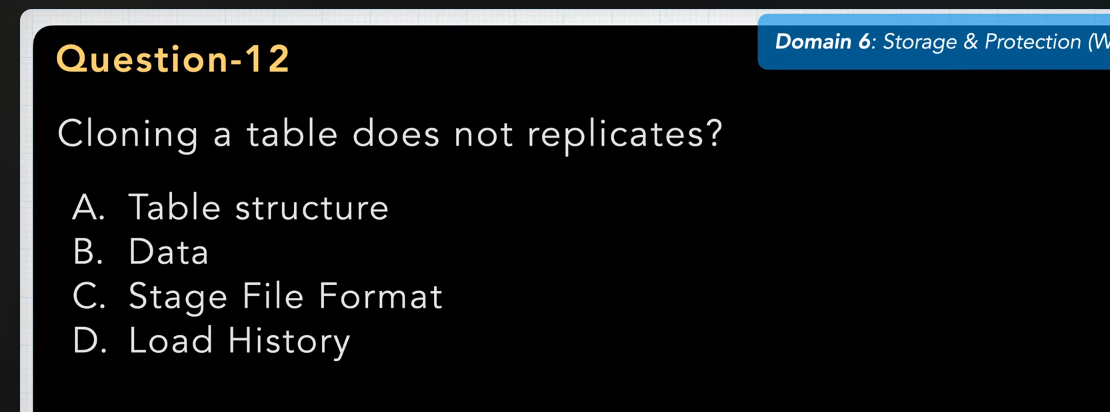 Domain 6: Storage & Protection (W
Question-12
Cloning a table does not replicates?
A. Table structure
B. Data
C. Stage File Format
D. Load History